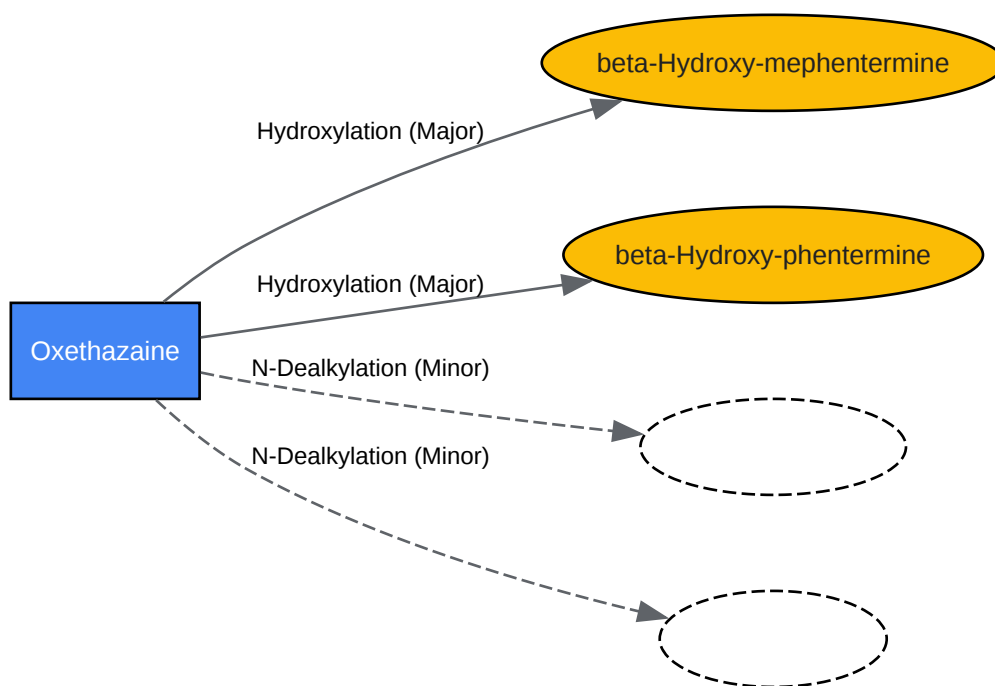 beta-Hydroxy-mephentermine
Hydroxylation (Major)
beta-Hydroxy-phentermine
Hydroxylation (Major)
Oxethazaine
N-Dealkylation (Minor)
N-Dealkylation (Minor)